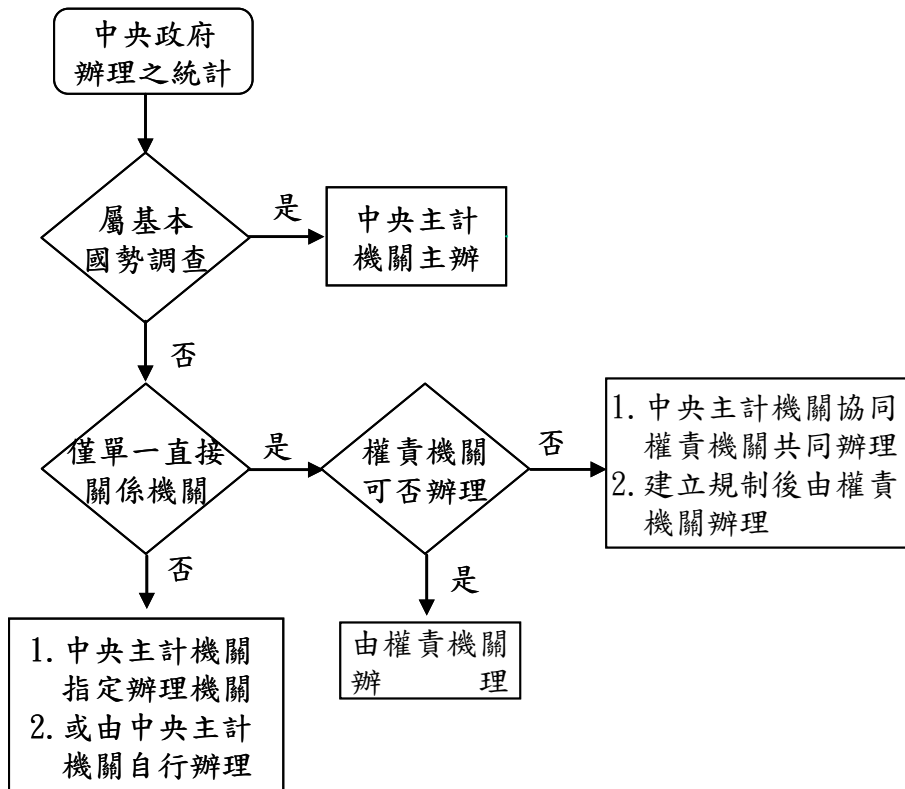 中央政府
辦理之統計
屬基本
國勢調查
是
中央主計
機關主辦
否
僅單一直接
關係機關
是
權責機關
可否辦理
否
1. 中央主計機關協同
權責機關共同辦理
2. 建立規制後由權責
機關辦理
否
是
1. 中央主計機關
指定辦理機關
2. 或由中央主計
機關自行辦理
由權責機關
辦 理